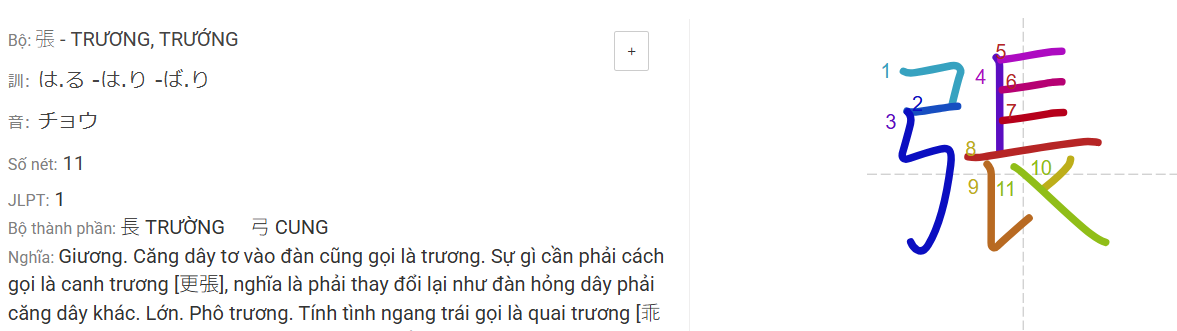 Bộ: 張 - TRƯƠNG, TRƯỚNG
+
訓: は.る -は.り -ば.り
音: チョウ
Số nét: 11
JLPT: 1
Bộ thành phần: 長 TRƯỜNG 弓 CUNG
Nghĩa: Giương. Căng dây tơ vào đàn cũng gọi là trương. Sự gì cần phải cách
gọi là canh trương [更張], nghĩa là phải thay đổi lại như đàn hỏng dây phải
căng dây khác. Lớn. Phô trương. Tính tình ngang trái gọi là quai trương [乖
張
1
2
3
4
5
6
7
8
9
10
11